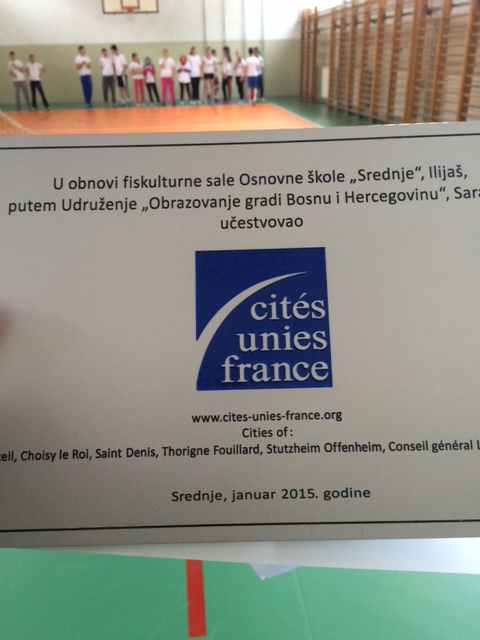 U obnovi fiskulturne sale Osnovne škole „Srednje“, Ilijaš,
putem Udruženje „Obrazovanje gradi Bosnu i Hercegovinu“,
učestvovao
cités
unies
france
www.cites-unies-france.org
Cities of :
Choisy le Roi, Saint Denis, Thorigne Fouillard, Stutzheim Offenheim, Conseil général
Srednje, januar 2015. godine